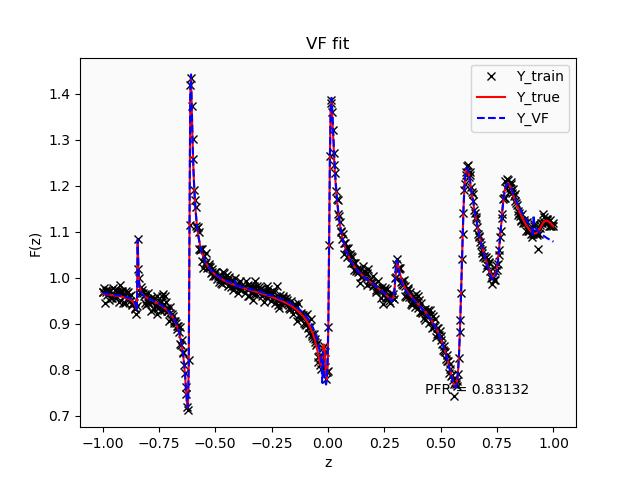 VF fit
Y_train
Y_true
Y_VF
F(z)
1.4
1.3
1.2
1.1
1.0
0.9
0.8
0.7
PFR = 0.83132
−1.00 −0.75 −0.50 −0.25 0.00 0.25 0.50 0.75 1.00
z